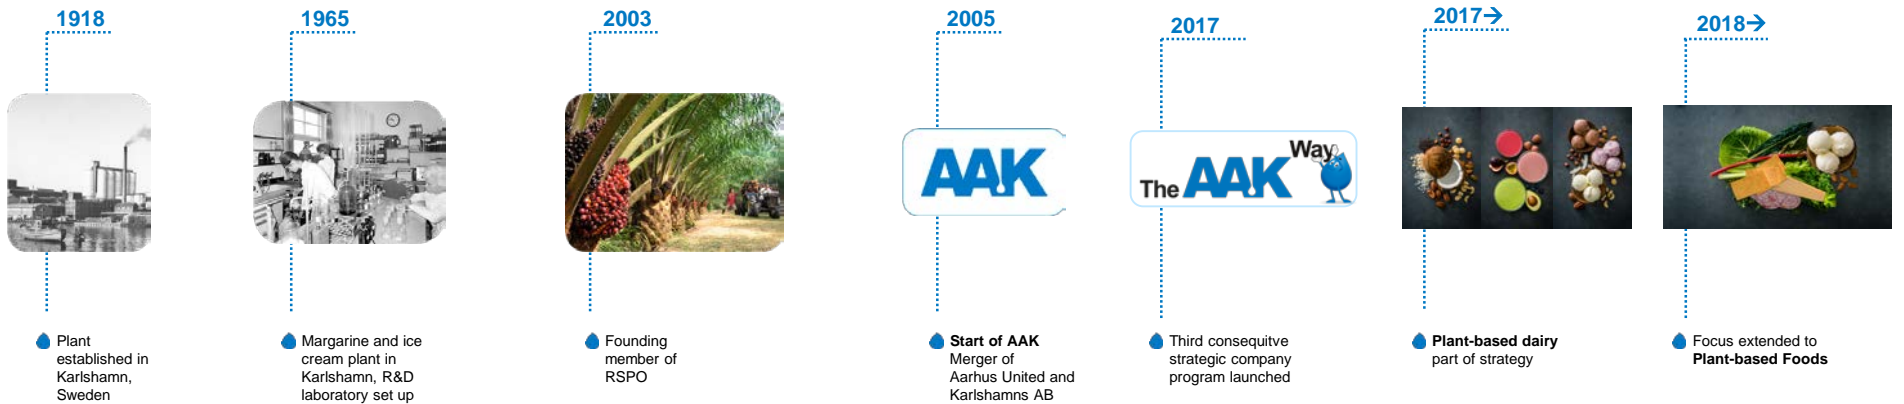 1918
Plant
established in
Karlshamn,
Sweden
1965
Margarine and ice
cream plant in
Karlshamn, R&D
laboratory set up
2003
Founding
member of
RSPO
2005
AAK
Start of AAK
Merger of
Aarhus United and
Karlshamns AB
2017
The AAK Way
Third consequitve
strategic company
program launched
2017→
Plant-based dairy
part of strategy
2018→
Focus extended to
Plant-based Foods